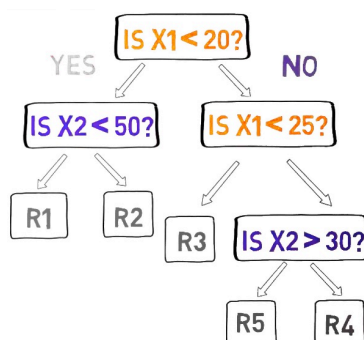 IS X1 < 20?
YES
NO
IS X2 < 50?
IS X1 < 25?
R1
R2
R3
IS X2 > 30?
R5
R4